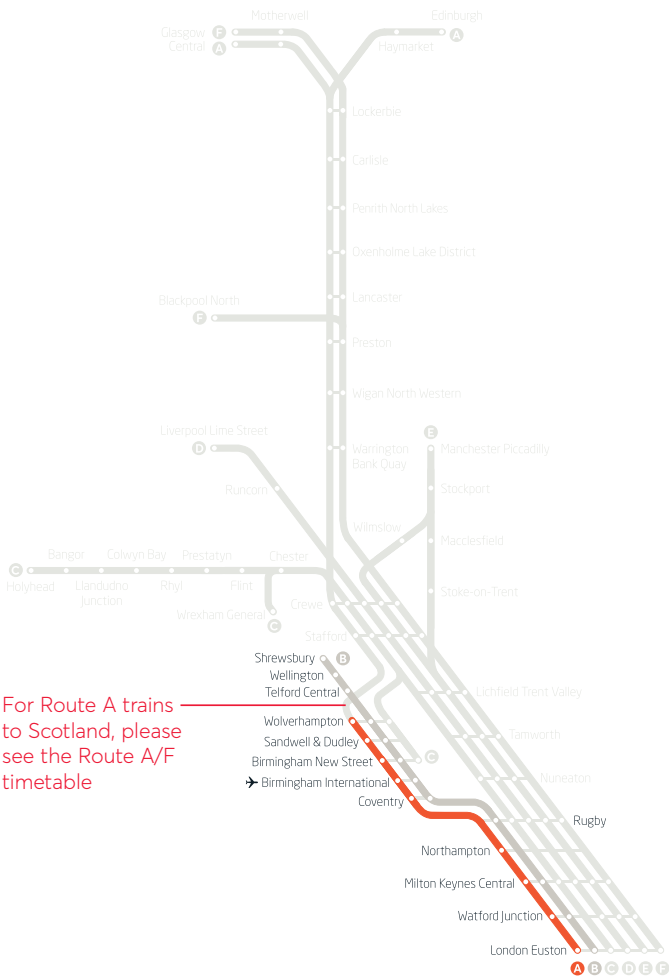 Motherwell
Edinburgh
Glasgow F
Central A
Haymarket
A
Lockerbie
Carlisle
Penrith North Lakes
Oxenholme Lake District
Lancaster
Blackpool North
F
Preston
Wigan North Western
Liverpool Lime Street
E
D
Warrington
Bank Quay
Manchester Piccadilly
Runcorn
Stockport
Wilmslow
Macclesfield
Bangor
Colwyn Bay
Prestatyn
Chester
C
Holyhead
Llandudno
Junction
Rhyl
Flint
Stoke-on-Trent
Crewe
Wrexham General
C
Stafford
Shrewsbury
B
Wellington
Telford Central
Lichfield Trent Valley
For Route A trains
to Scotland, please
see the Route A/F
timetable
Wolverhampton
Sandwell & Dudley
Tamworth
Birmingham New Street
C
Birmingham International
Nuneaton
Coventry
Rugby
Northampton
Milton Keynes Central
Watford Junction
London Euston
A B C D E F